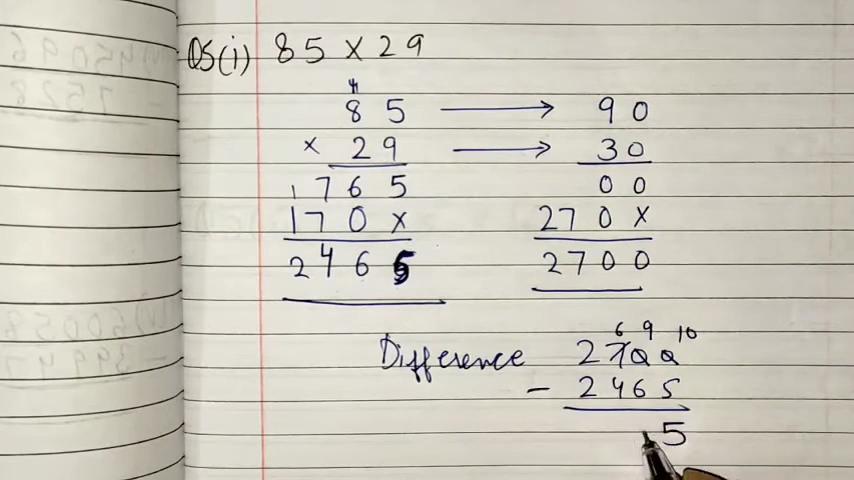 Q5(i) 85 x 29
4
85 → 90
x 29 → 30
1765 00
170x 270x
2465 2700
6 9 10
Difference 2700
- 2465
5